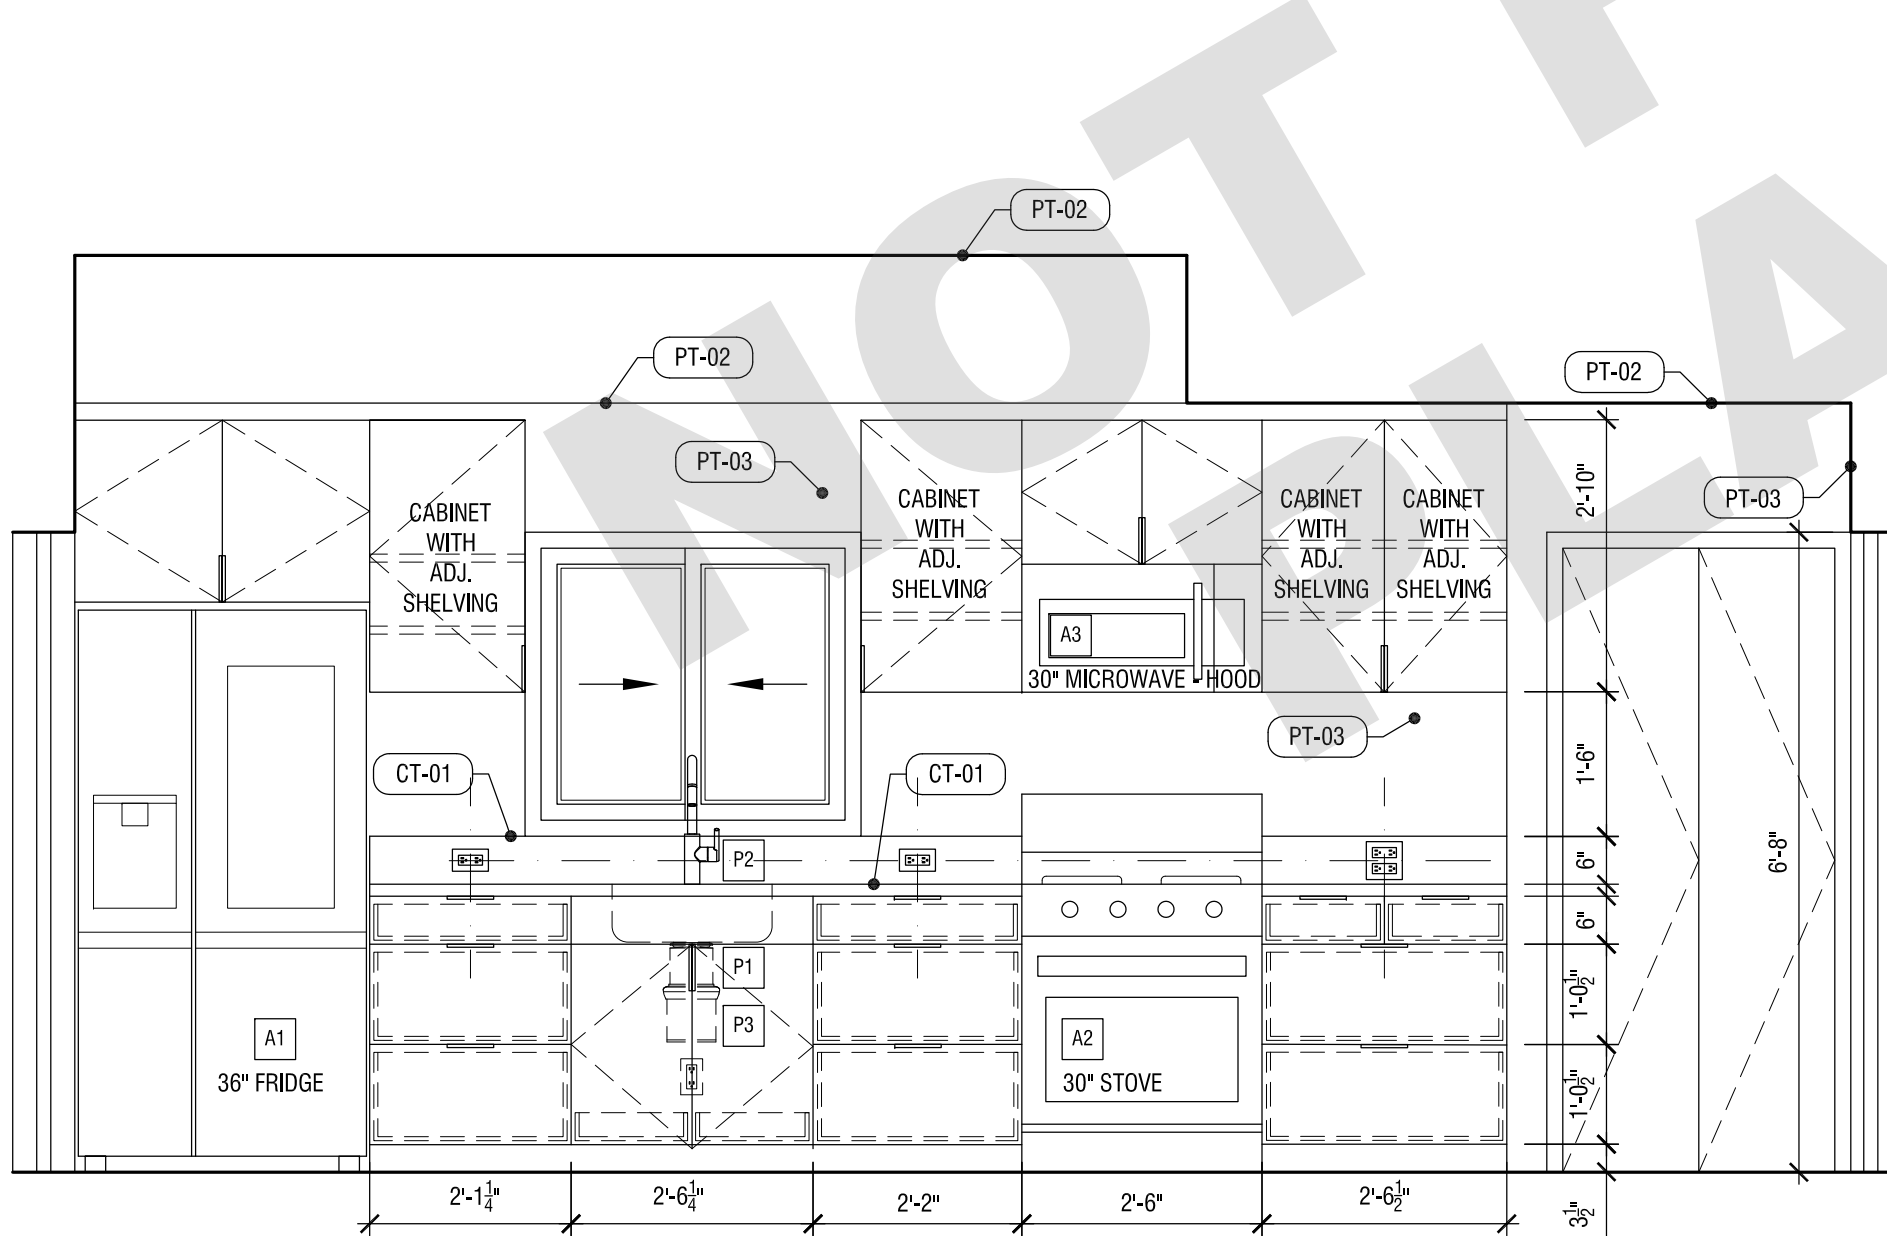 NOT F
PLA
PT-02
PT-02
PT-02
PT-03
PT-03
CABINET
WITH
ADJ.
SHELVING
CABINET
WITH
ADJ.
SHELVING
CABINET
WITH
ADJ.
SHELVING
CABINET
WITH
ADJ.
SHELVING
A3
30" MICROWAVE - HOOD
PT-03
CT-01
CT-01
P2
P1
P3
A1
36" FRIDGE
A2
30" STOVE
2'-10"
1'-6"
6"
6"
1'-0½"
1'-0½"
3½"
6'-8"
2'-1¼"
2'-6¼"
2'-2"
2'-6"
2'-6½"